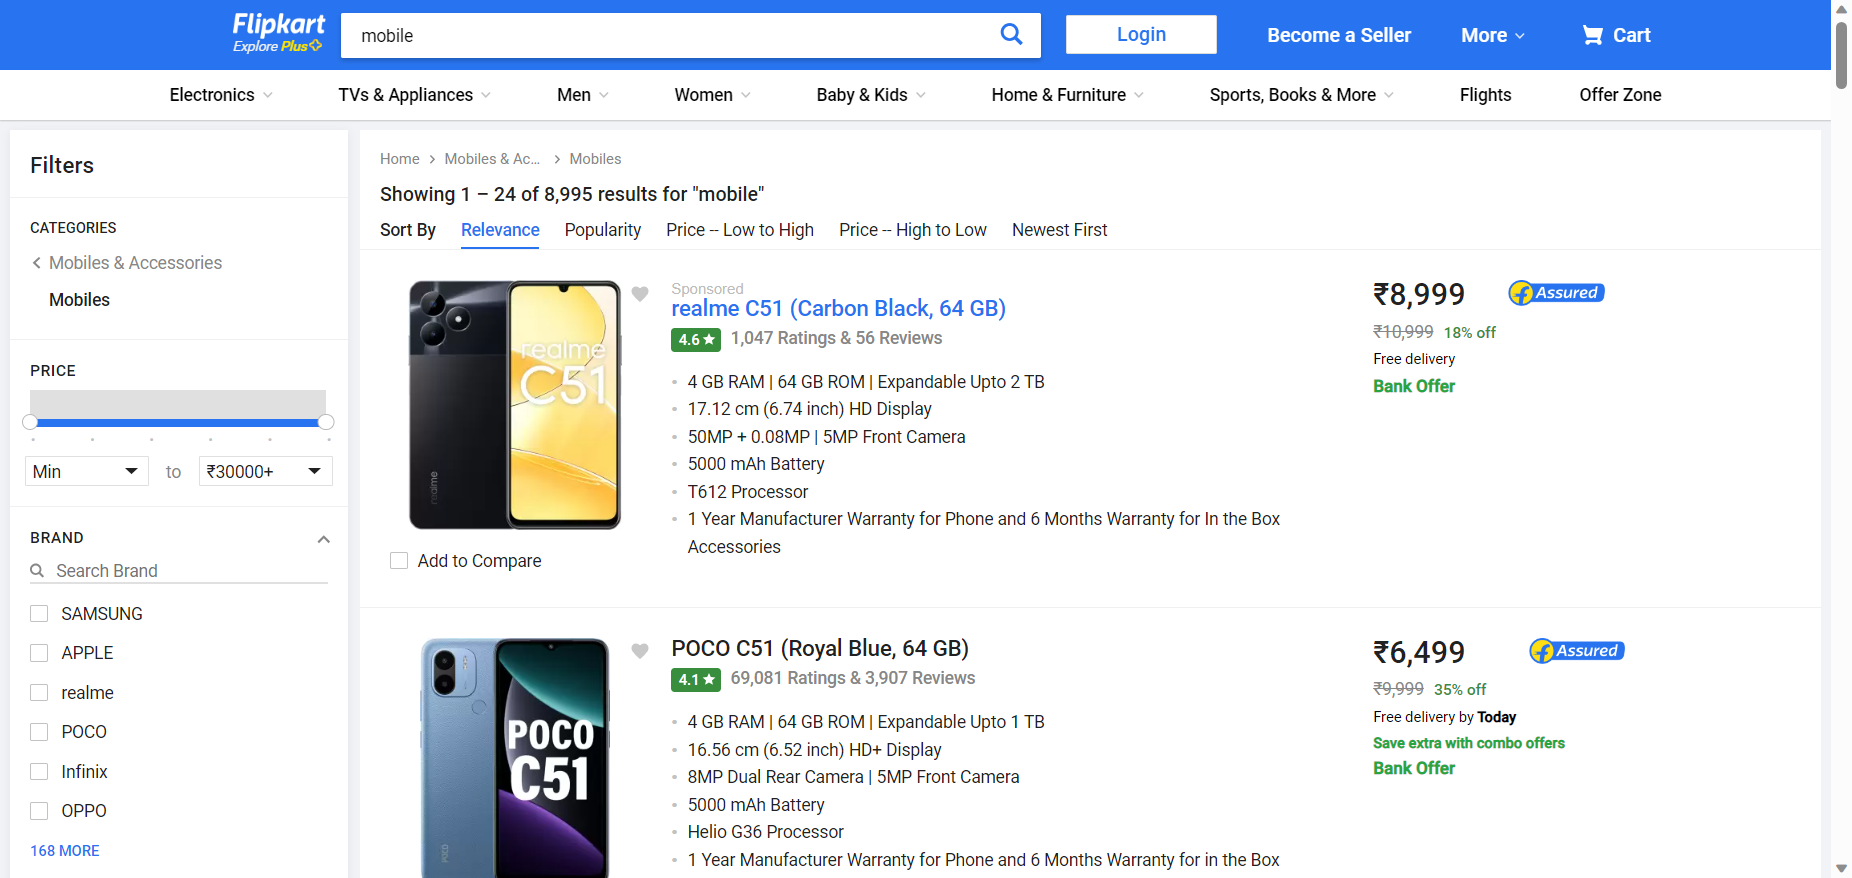 Flipkart
Explore Plus
mobile
Login
Become a Seller
More
Cart
Electronics
TVs & Appliances
Men
Women
Baby & Kids
Home & Furniture
Sports, Books & More
Flights
Offer Zone
Filters
CATEGORIES
Mobiles & Accessories
Mobiles
PRICE
Min
to
₹30000+
BRAND
Search Brand
SAMSUNG
APPLE
realme
POCO
Infinix
OPPO
168 MORE
Home
Mobiles & Ac...
Mobiles
Showing 1 – 24 of 8,995 results for "mobile"
Sort By
Relevance
Popularity
Price -- Low to High
Price -- High to Low
Newest First
realme
C51
realme
Add to Compare
Sponsored
realme C51 (Carbon Black, 64 GB)
4.6★
1,047 Ratings & 56 Reviews
4 GB RAM | 64 GB ROM | Expandable Upto 2 TB
17.12 cm (6.74 inch) HD Display
50MP + 0.08MP | 5MP Front Camera
5000 mAh Battery
T612 Processor
1 Year Manufacturer Warranty for Phone and 6 Months Warranty for In the Box
Accessories
₹8,999
Assured
₹10,999
18% off
Free delivery
Bank Offer
POCO
C51
POCO
POCO C51 (Royal Blue, 64 GB)
4.1★
69,081 Ratings & 3,907 Reviews
4 GB RAM | 64 GB ROM | Expandable Upto 1 TB
16.56 cm (6.52 inch) HD+ Display
8MP Dual Rear Camera | 5MP Front Camera
5000 mAh Battery
Helio G36 Processor
1 Year Manufacturer Warranty for Phone and 6 Months Warranty for in the Box
₹6,499
Assured
₹9,999
35% off
Free delivery by Today
Save extra with combo offers
Bank Offer